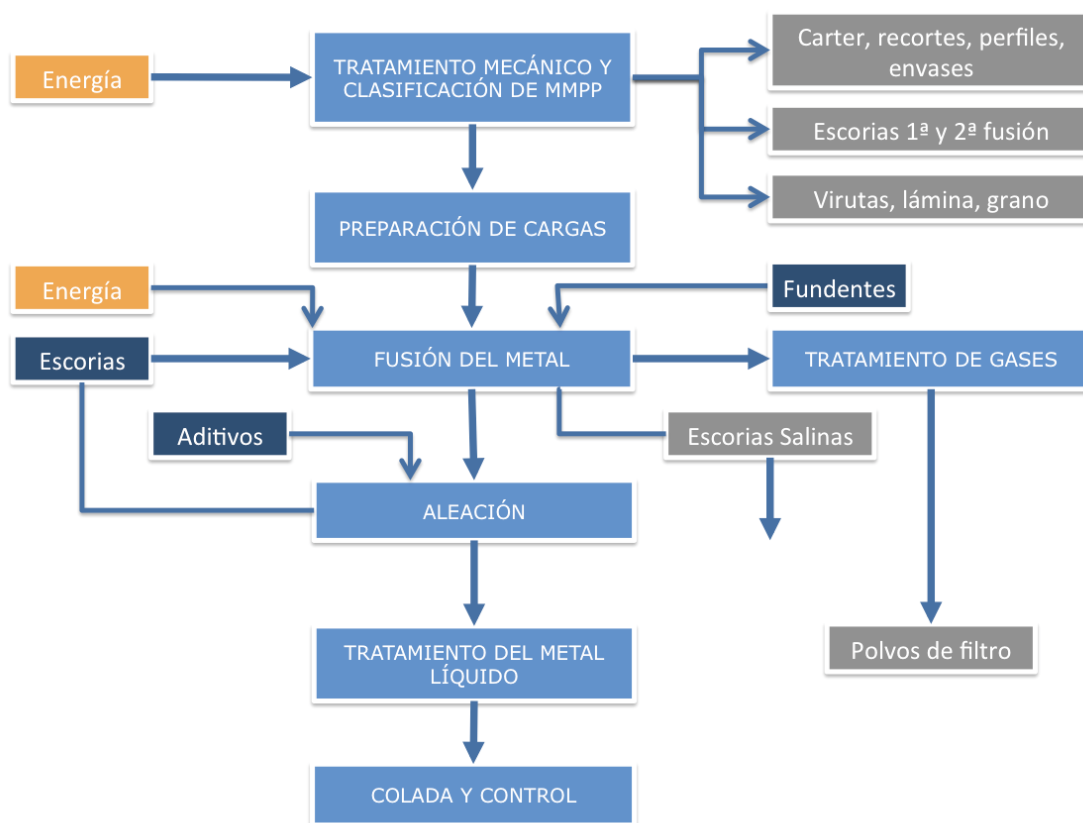 Energía
TRATAMIENTO MECÁNICO Y
CLASIFICACIÓN DE MMPP
Carter, recortes, perfiles,
envases
Escorias 1ª y 2ª fusión
Virutas, lámina, grano
PREPARACIÓN DE CARGAS
Energía
Fundentes
Escorias
FUSIÓN DEL METAL
TRATAMIENTO DE GASES
Aditivos
Escorias Salinas
ALEACIÓN
TRATAMIENTO DEL METAL
LÍQUIDO
Polvos de filtro
COLADA Y CONTROL